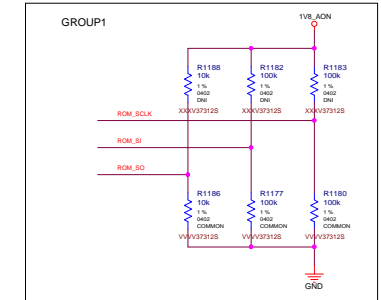 GROUP1
1V8_AON
R1188
10k
1 %
0402
DNI
XXXV37312S
R1182
100k
1 %
0402
DNI
XXXV37312S
R1183
100k
1 %
0402
DNI
XXXV37312S
ROM_SCLK
ROM_SI
ROM_SO
R1186
10k
1 %
0402
COMMON
VVVV37312S
R1177
100k
1 %
0402
COMMON
VVVV37312S
R1180
100k
1 %
0402
COMMON
VVVV37312S
GND